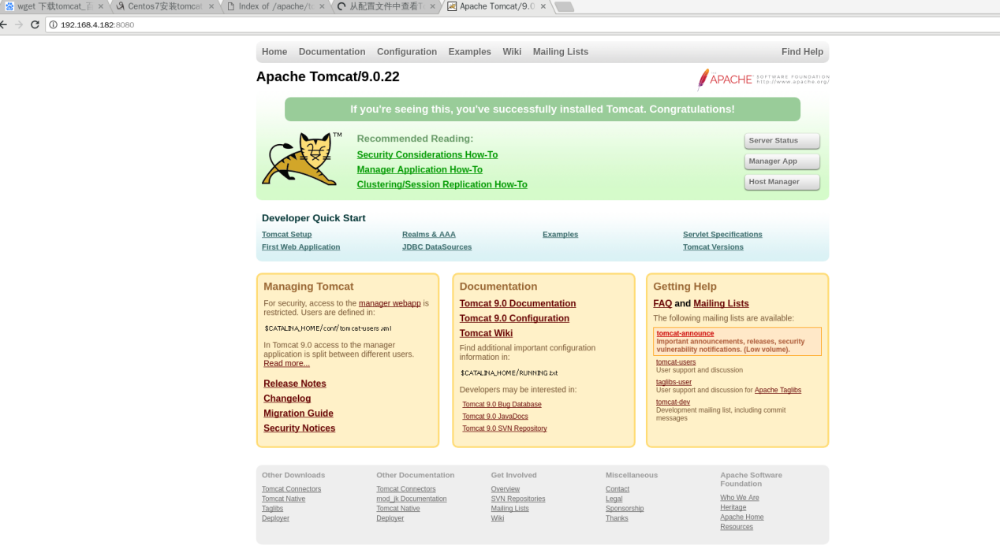 wget 下载tomcat_百
Centos7安装tomcat
Index of /apache/to
从配置文件中查看T
Apache Tomcat/9.0
192.168.4.182:8080
Home Documentation Configuration Examples Wiki Mailing Lists Find Help
Apache Tomcat/9.0.22
APACHE SOFTWARE FOUNDATION
http://www.apache.org/
If you're seeing this, you've successfully installed Tomcat. Congratulations!
TM
Recommended Reading:
Security Considerations How-To
Manager Application How-To
Clustering/Session Replication How-To
Server Status
Manager App
Host Manager
Developer Quick Start
Tomcat Setup
First Web Application
Realms & AAA
JDBC DataSources
Examples
Servlet Specifications
Tomcat Versions
Managing Tomcat
For security, access to the manager webapp is
restricted. Users are defined in:
$CATALINA_HOME/conf/tomcat-users.xml
In Tomcat 9.0 access to the manager
application is split between different users.
Read more...
Release Notes
Changelog
Migration Guide
Security Notices
Documentation
Tomcat 9.0 Documentation
Tomcat 9.0 Configuration
Tomcat Wiki
Find additional important configuration
information in:
$CATALINA_HOME/RUNNING.txt
Developers may be interested in:
Tomcat 9.0 Bug Database
Tomcat 9.0 JavaDocs
Tomcat 9.0 SVN Repository
Getting Help
FAQ and Mailing Lists
The following mailing lists are available:
tomcat-announce
Important announcements, releases, security
vulnerability notifications. (Low volume).
tomcat-users
User support and discussion
taglibs-user
User support and discussion for Apache Taglibs
tomcat-dev
Development mailing list, including commit
messages
Other Downloads
Tomcat Connectors
Tomcat Native
Taglibs
Deployer
Other Documentation
Tomcat Connectors
mod_jk Documentation
Tomcat Native
Deployer
Get Involved
Overview
SVN Repositories
Mailing Lists
Wiki
Miscellaneous
Contact
Legal
Sponsorship
Thanks
Apache Software
Foundation
Who We Are
Heritage
Apache Home
Resources